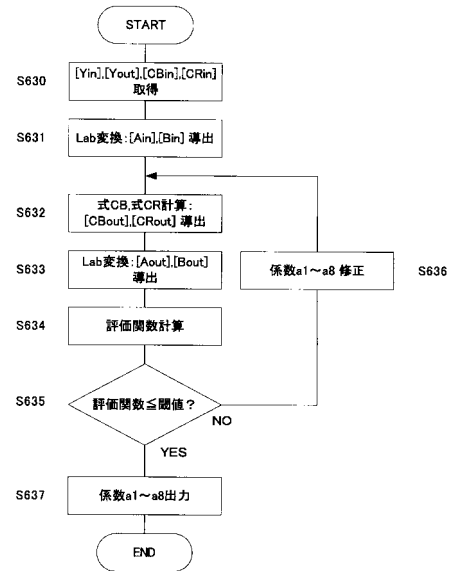 START
S630
[Yin],[Yout],[CBin],[CRin]
取得
S631
Lab変換:[Ain],[Bin] 導出
S632
式CB,式CR計算:
[CBout],[CRout] 導出
S633
Lab変換:[Aout],[Bout]
導出
係数a1～a8 修正
S636
S634
評価関数計算
S635
評価関数≦閾値?
NO
YES
S637
係数a1～a8出力
END